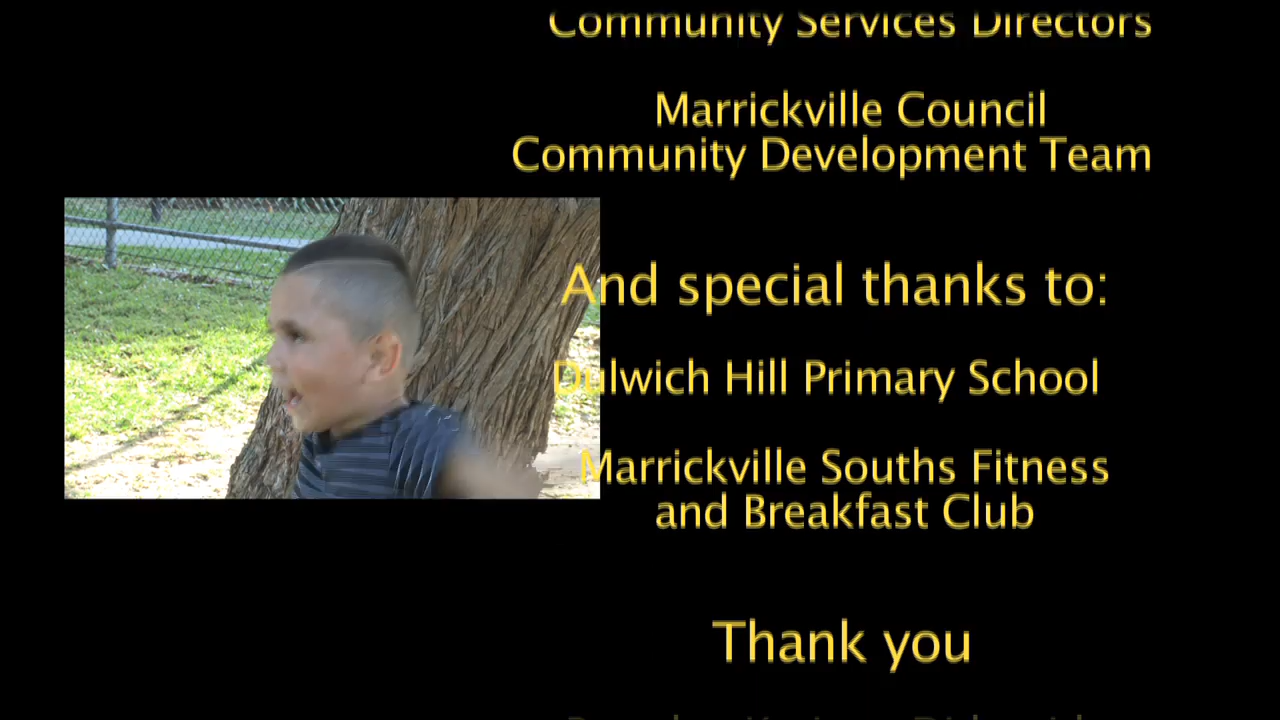 Community Services Directors
Marrickville Council
Community Development Team
And special thanks to:
Dulwich Hill Primary School
Marrickville Souths Fitness
and Breakfast Club
Thank you